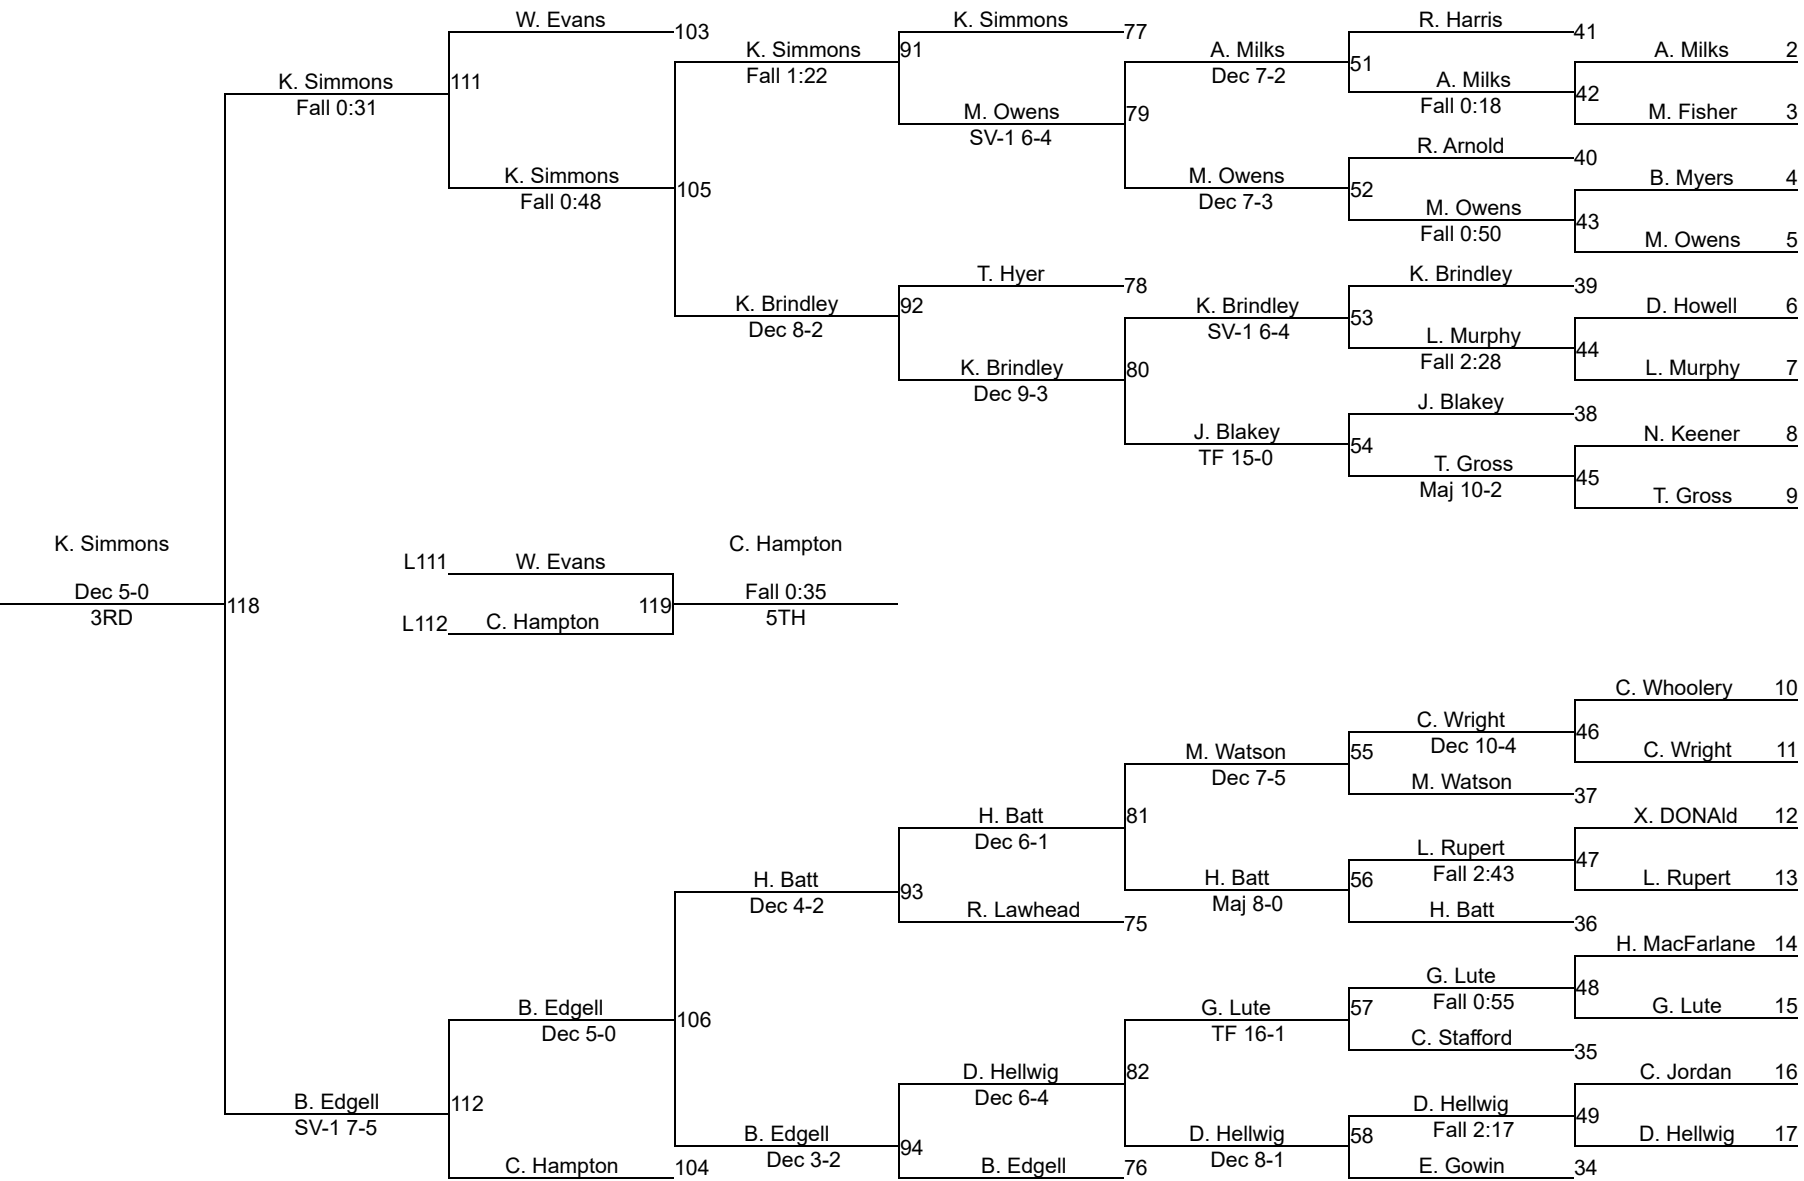 W. Evans
K. Simmons
R. Harris
103
77
41
K. Simmons
91
A. Milks
A. Milks
2
Fall 1:22
Dec 7-2
51
K. Simmons
111
A. Milks
42
Fall 0:31
Fall 0:18
M. Owens
79
M. Fisher
3
SV-1 6-4
R. Arnold
40
K. Simmons
105
M. Owens
52
B. Myers
4
Fall 0:48
Dec 7-3
M. Owens
43
Fall 0:50
M. Owens
5
T. Hyer
78
K. Brindley
39
K. Brindley
92
K. Brindley
53
D. Howell
6
Dec 8-2
SV-1 6-4
L. Murphy
44
Fall 2:28
K. Brindley
80
L. Murphy
7
Dec 9-3
J. Blakey
38
J. Blakey
54
N. Keener
8
TF 15-0
T. Gross
45
Maj 10-2
T. Gross
9
K. Simmons
C. Hampton
L111
W. Evans
Dec 5-0
118
119
Fall 0:35
3RD
5TH
L112
C. Hampton
C. Whoolery
10
C. Wright
46
Dec 10-4
M. Watson
55
C. Wright
11
Dec 7-5
M. Watson
37
H. Batt
81
X. DONAld
12
Dec 6-1
L. Rupert
47
Fall 2:43
H. Batt
93
H. Batt
56
L. Rupert
13
Dec 4-2
Maj 8-0
R. Lawhead
75
H. Batt
36
H. MacFarlane
14
G. Lute
48
Fall 0:55
B. Edgell
106
G. Lute
57
G. Lute
15
Dec 5-0
TF 16-1
C. Stafford
35
D. Hellwig
82
C. Jordan
16
Dec 6-4
B. Edgell
112
D. Hellwig
49
SV-1 7-5
Fall 2:17
B. Edgell
94
D. Hellwig
58
D. Hellwig
17
Dec 3-2
Dec 8-1
C. Hampton
104
B. Edgell
76
E. Gowin
34